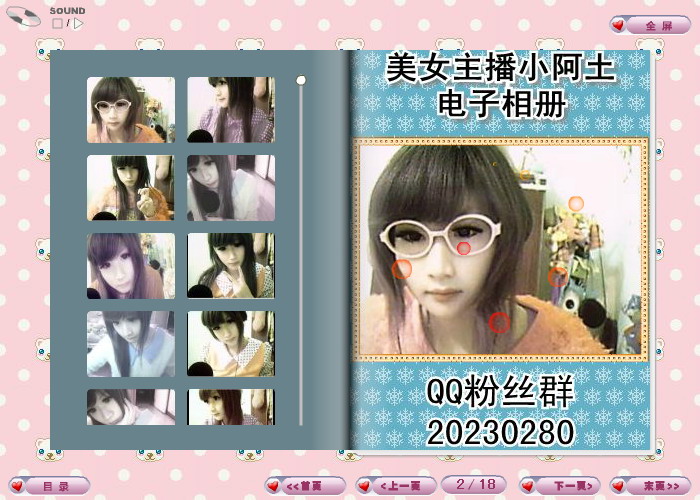 SOUND
/
全屏
美女主播小阿土
电子相册
QQ粉丝群
20230280
目录
<<首页
<上一页
2/18
下一页>
末页>>